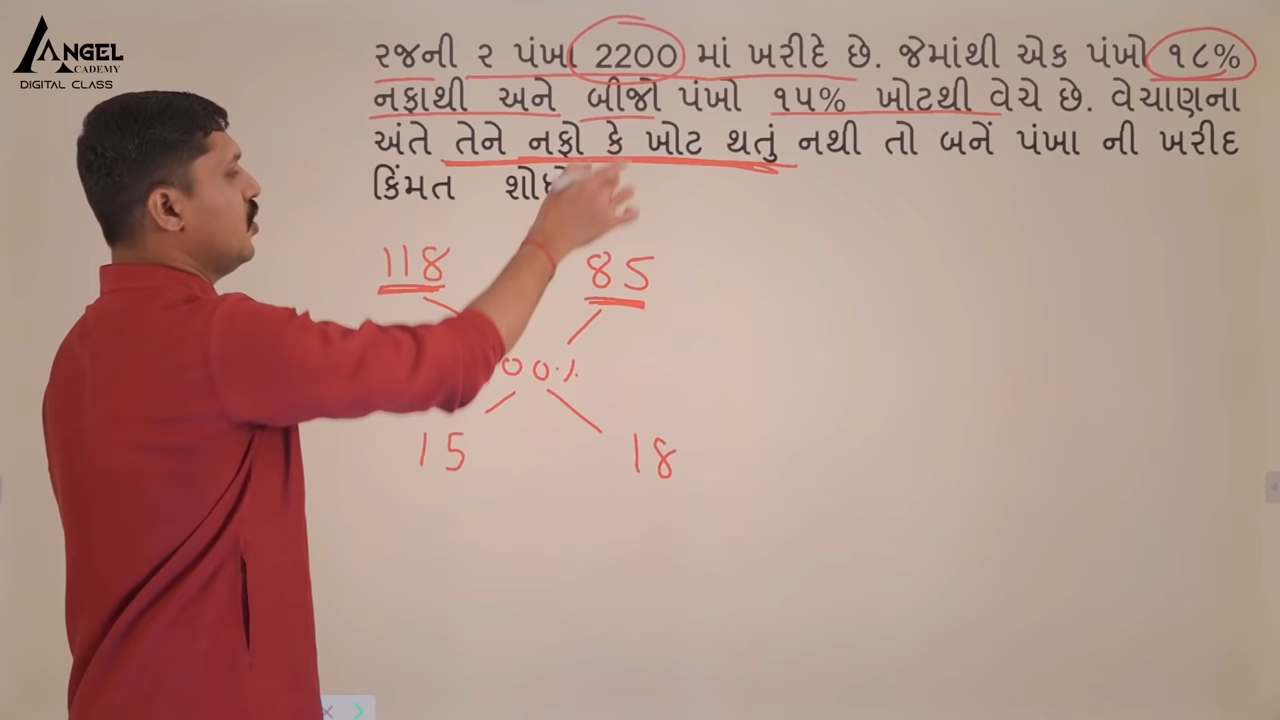 ANGEL
ACADEMY
DIGITAL CLASS
રજની ૨ પંખા 2200 માં ખરીદે છે. જેમાંથી એક પંખો ૧૮%
નફાથી અને બીજો પંખો ૧૫% ખોટથી વેચે છે. વેચાણના
અંતે તેને નફો કે ખોટ થતું નથી તો બનેં પંખા ની ખરીદ
કિંમત
118 85
00%
15 18